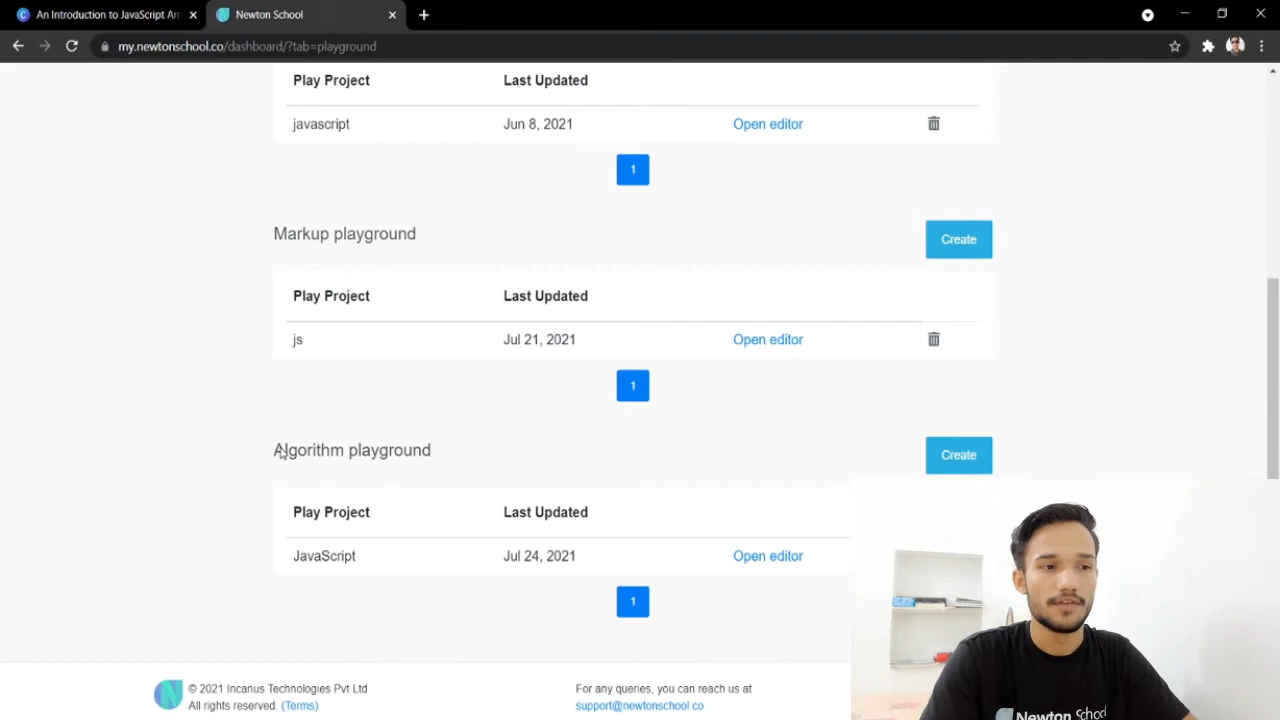 An Introduction to JavaScript Arr
Newton School
my.newtonschool.co/dashboard/?tab=playground
Play Project Last Updated
javascript Jun 8, 2021 Open editor
1
Markup playground Create
Play Project Last Updated
js Jul 21, 2021 Open editor
1
Algorithm playground Create
Play Project Last Updated
JavaScript Jul 24, 2021 Open editor
1
© 2021 Incanus Technologies Pvt Ltd
All rights reserved. (Terms)
For any queries, you can reach us at
support@newtonschool.co
Newton School